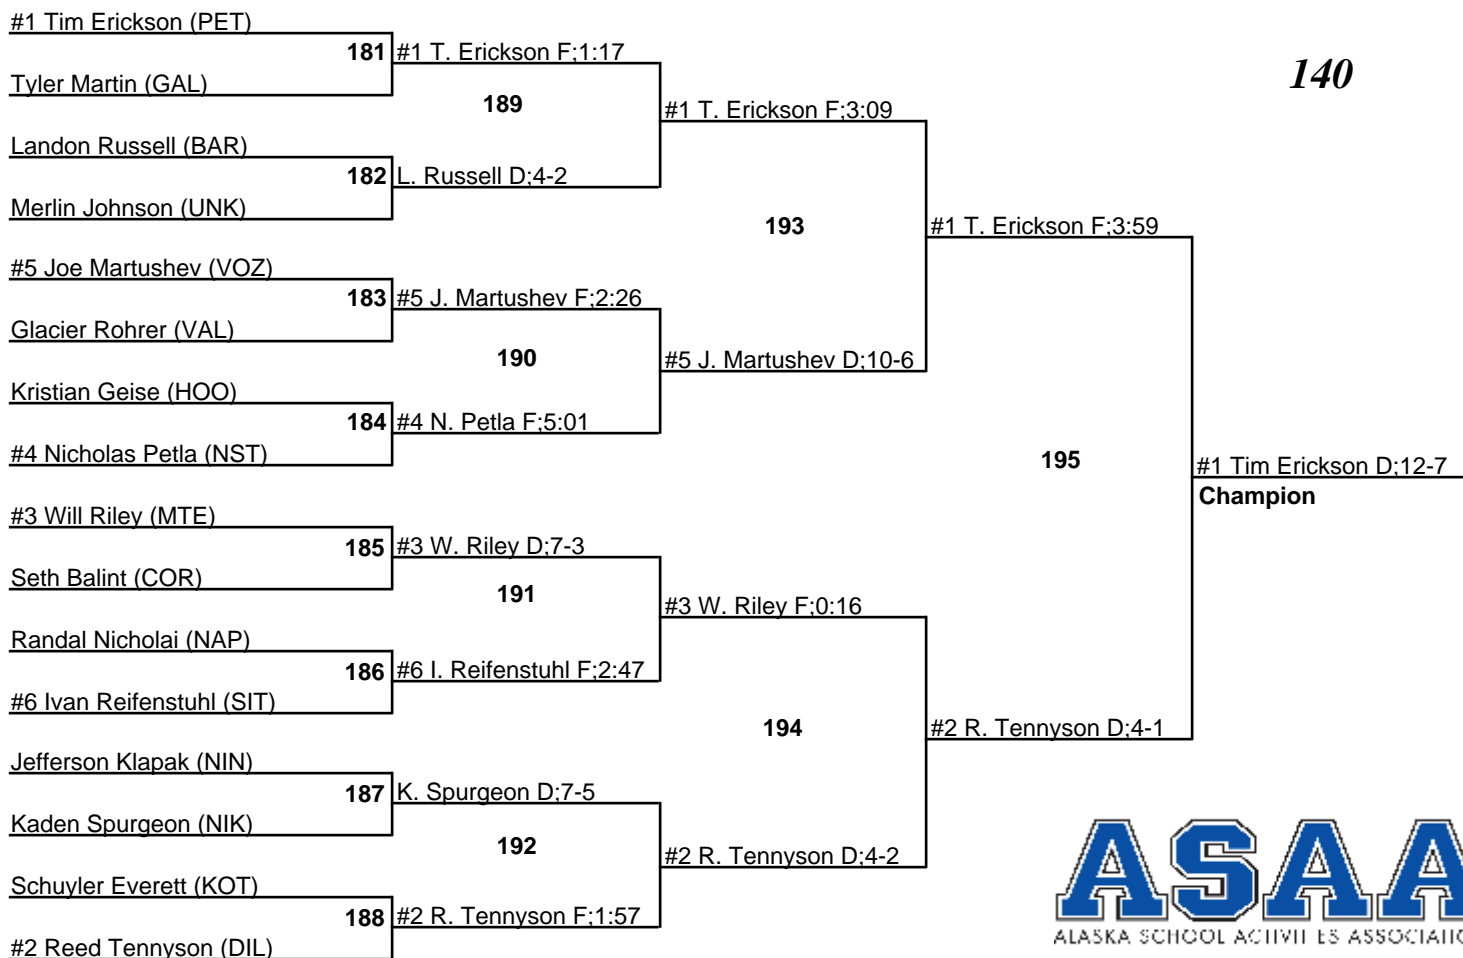 #1 Tim Erickson (PET)
181 #1 T. Erickson F;1:17
Tyler Martin (GAL)
140
189
#1 T. Erickson F;3:09
Landon Russell (BAR)
182 L. Russell D;4-2
Merlin Johnson (UNK)
193
#1 T. Erickson F;3:59
#5 Joe Martushev (VOZ)
183 #5 J. Martushev F;2:26
Glacier Rohrer (VAL)
190
#5 J. Martushev D;10-6
Kristian Geise (HOO)
184 #4 N. Petla F;5:01
#4 Nicholas Petla (NST)
195
#1 Tim Erickson D;12-7
Champion
#3 Will Riley (MTE)
185 #3 W. Riley D;7-3
Seth Balint (COR)
191
#3 W. Riley F;0:16
Randal Nicholai (NAP)
186 #6 I. Reifenstuhl F;2:47
#6 Ivan Reifenstuhl (SIT)
194
#2 R. Tennyson D;4-1
Jefferson Klapak (NIN)
187 K. Spurgeon D;7-5
Kaden Spurgeon (NIK)
192
#2 R. Tennyson D;4-2
Schuyler Everett (KOT)
188 #2 R. Tennyson F;1:57
#2 Reed Tennyson (DIL)
ASAA
ALASKA SCHOOL ACTIVITIES ASSOCIATIO